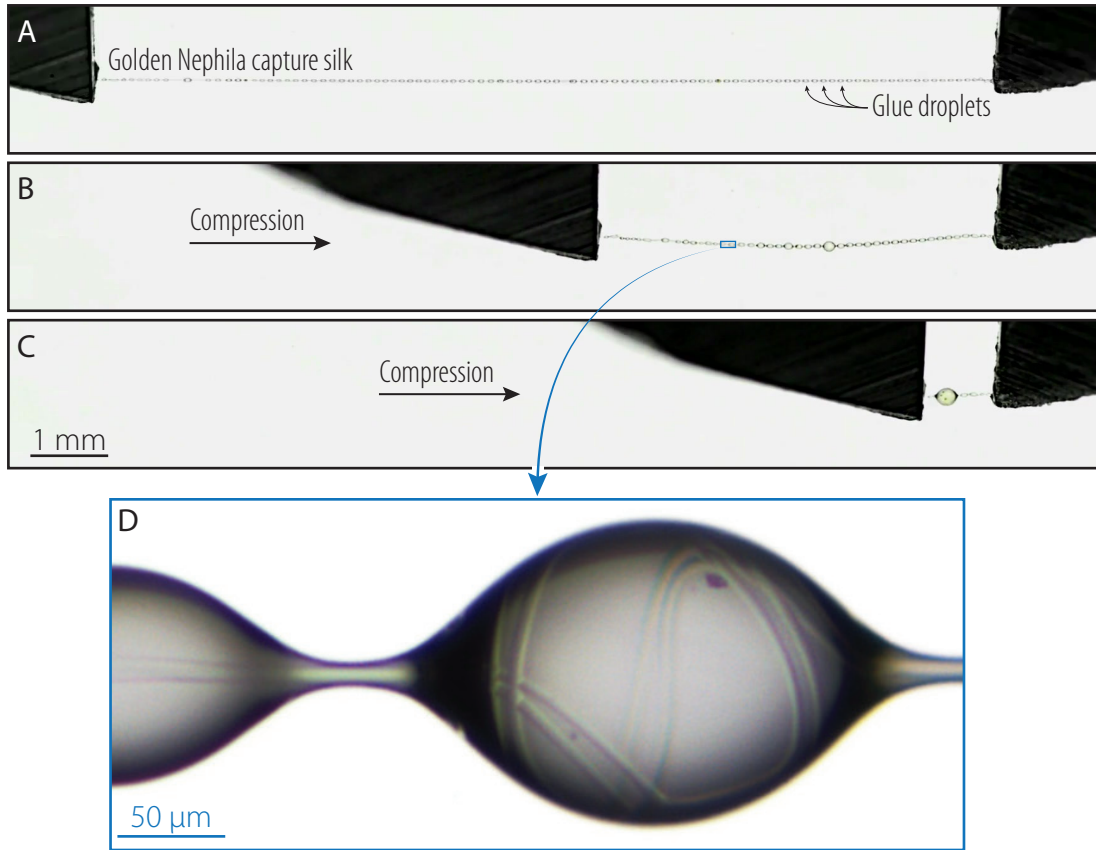 A
Golden Nephila capture silk
Glue droplets
B
Compression
C
Compression
1 mm
D
50 μm